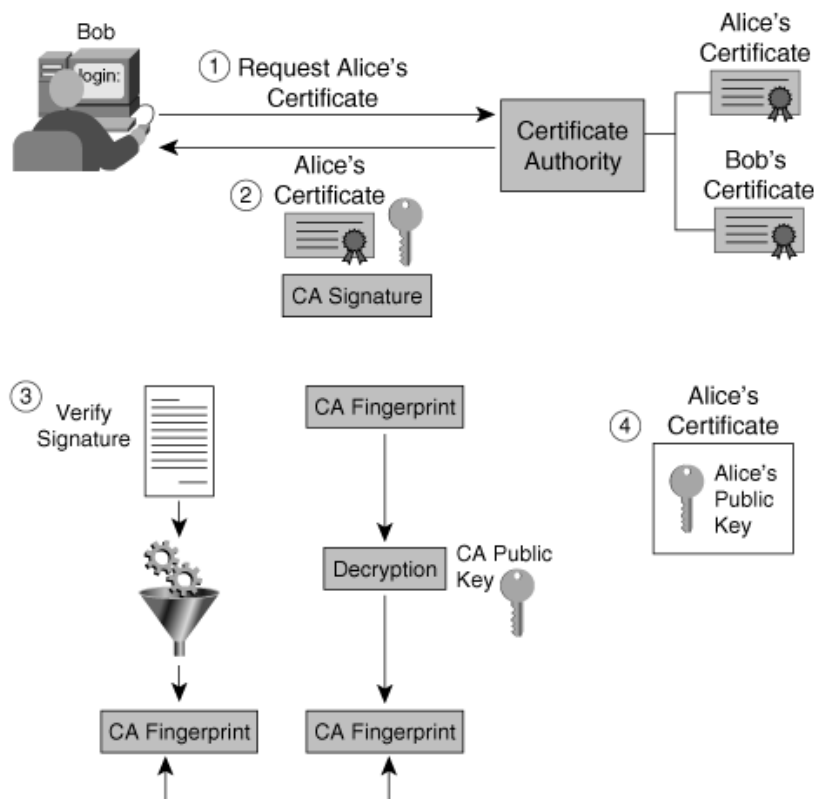 Bob
login:
1 Request Alice's
Certificate
Certificate
Authority
Alice's
Certificate
Bob's
Certificate
Alice's
2 Certificate
CA Signature
3 Verify
Signature
CA Fingerprint
Decryption
CA Public
Key
CA Fingerprint
CA Fingerprint
Alice's
4 Certificate
Alice's
Public
Key